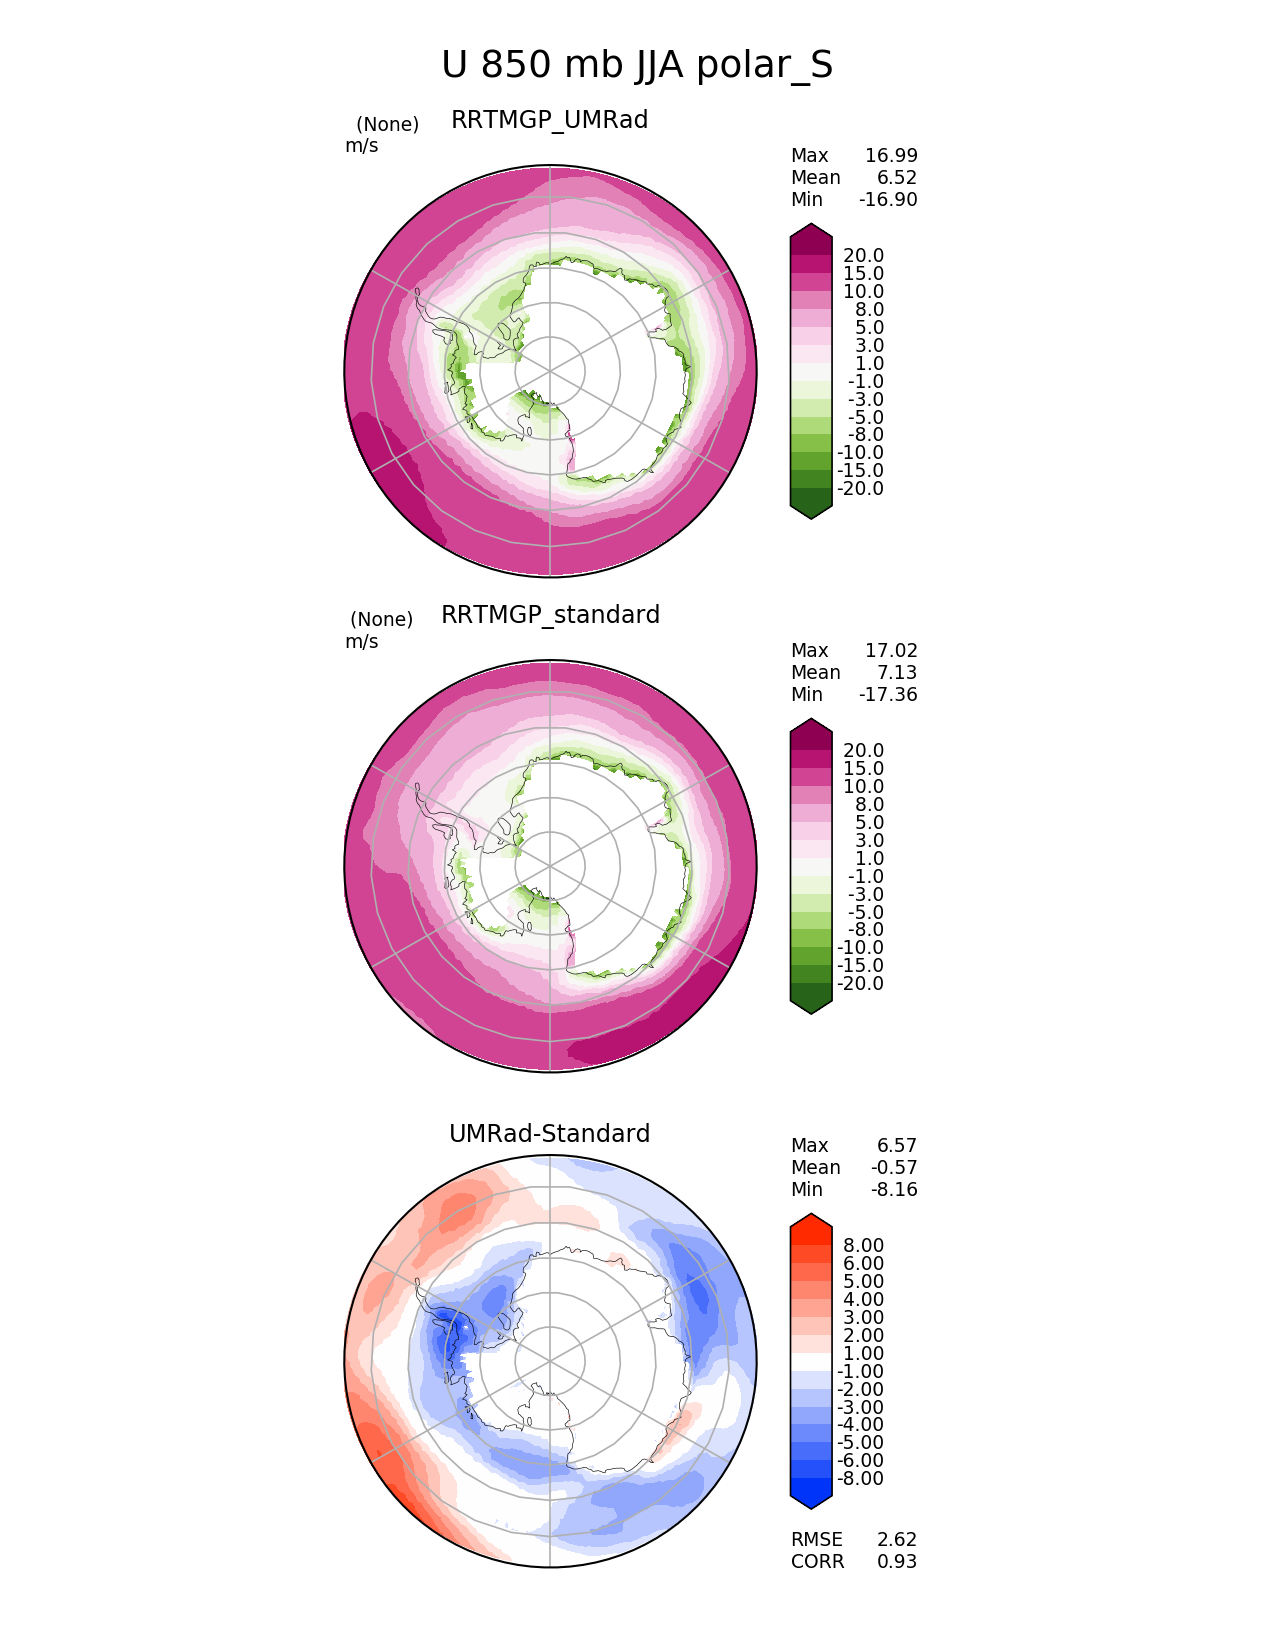 U 850 mb JJA polar_S
(None) RRTMGP_UMRad
m/s
Max 16.99
Mean 6.52
Min -16.90
20.0
15.0
10.0
8.0
5.0
3.0
1.0
-1.0
-3.0
-5.0
-8.0
-10.0
-15.0
-20.0
(None) RRTMGP_standard
m/s
Max 17.02
Mean 7.13
Min -17.36
20.0
15.0
10.0
8.0
5.0
3.0
1.0
-1.0
-3.0
-5.0
-8.0
-10.0
-15.0
-20.0
UMRad-Standard
Max 6.57
Mean -0.57
Min -8.16
8.00
6.00
5.00
4.00
3.00
2.00
1.00
-1.00
-2.00
-3.00
-4.00
-5.00
-6.00
-8.00
RMSE 2.62
CORR 0.93